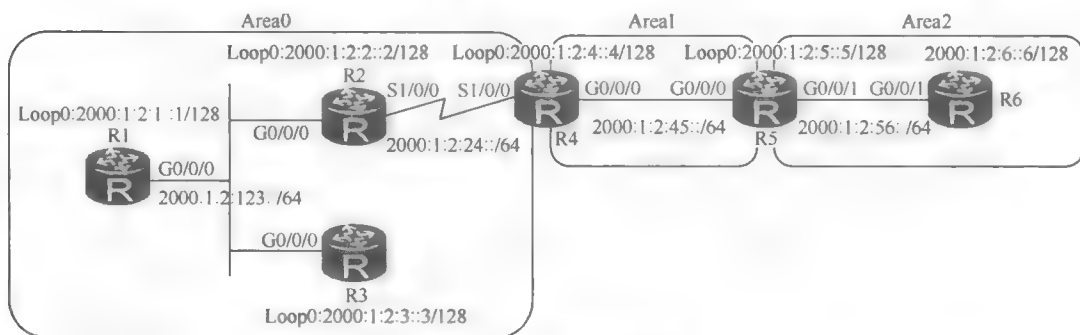 Area0
Area1
Area2
Loop0:2000:1:2:2::2/128
Loop0:2000:1:2:4::4/128
Loop0:2000:1:2:5::5/128
2000:1:2:6::6/128
R2
S1/0/0
S1/0/0
G0/0/0
G0/0/0
G0/0/1
G0/0/1
R6
Loop0:2000:1:2:1 :1/128
R1
G0/0/0
R
R
R
R
R4
2000:1:2:45::/64
R5
2000:1:2:56: /64
2000:1:2:24::/64
G0/0/0
R
2000.1.2:123. /64
G0/0/0
R
R3
Loop0:2000:1:2:3::3/128